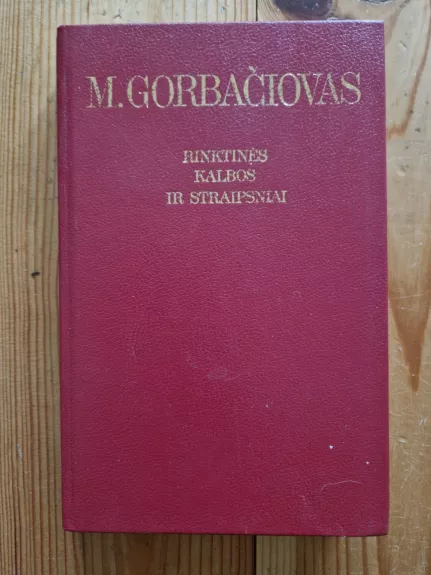 M. GORBAČIOVAS
RINKTINĖS
KALBOS
IR STRAIPSNIAI